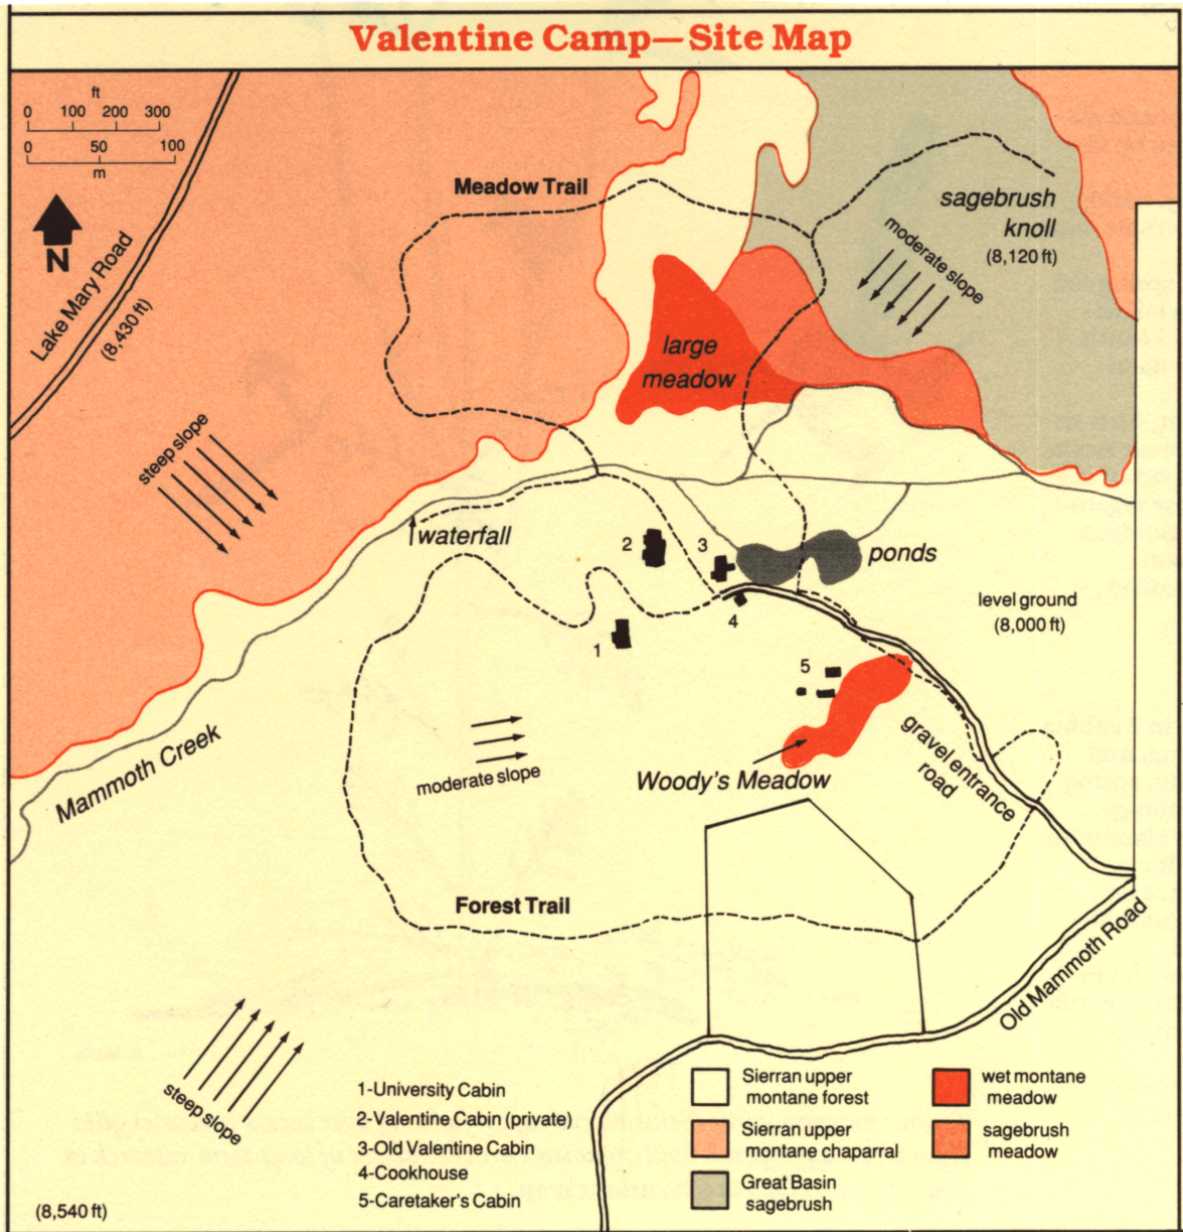 Valentine Camp—Site Map
ft
0 100 200 300
0 50 100
m
N
Lake Mary Road
(8,430 ft)
Meadow Trail
sagebrush
knoll
(8,120 ft)
moderate slope
large
meadow
steep slope
waterfall
2
3
ponds
4
1
level ground
(8,000 ft)
5
Mammoth Creek
moderate slope
Woody's Meadow
gravel entrance
road
Forest Trail
Old Mammoth Road
steep slope
(8,540 ft)
1-University Cabin
2-Valentine Cabin (private)
3-Old Valentine Cabin
4-Cookhouse
5-Caretaker's Cabin
Sierran upper
montane forest
Sierran upper
montane chaparral
Great Basin
sagebrush
wet montane
meadow
sagebrush
meadow